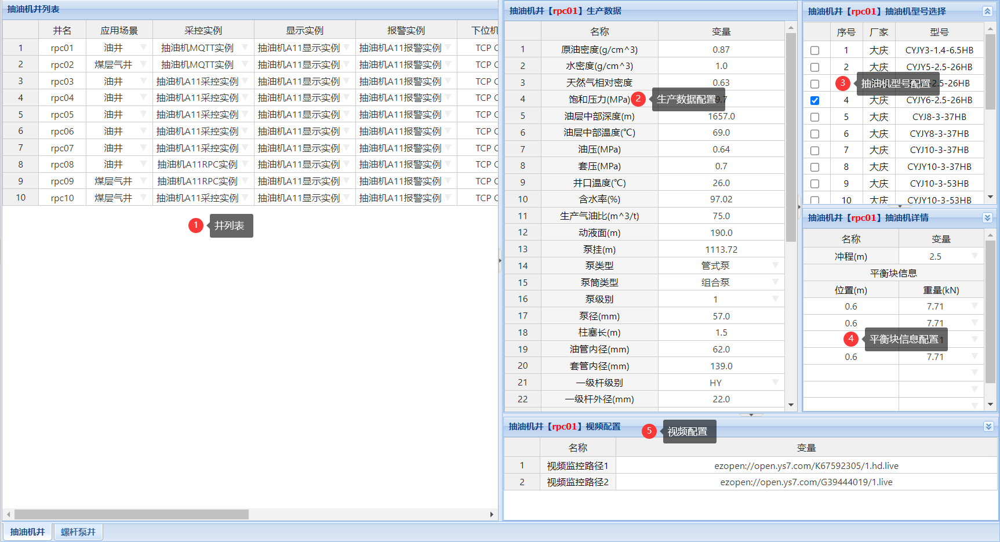 抽油机井列表
井名 应用场景 采控实例 显示实例 报警实例 下位机
1 rpc01 油井 抽油机MQTT实例 抽油机A11显示实例 抽油机A11报警实例 TCP C
2 rpc02 煤层气井 抽油机MQTT实例 抽油机A11显示实例 抽油机A11报警实例 TCP C
3 rpc03 油井 抽油机A11采控实例 抽油机A11显示实例 抽油机A11报警实例 TCP C
4 rpc04 油井 抽油机A11采控实例 抽油机A11显示实例 抽油机A11报警实例 TCP C
5 rpc05 油井 抽油机A11采控实例 抽油机A11显示实例 抽油机A11报警实例 TCP C
6 rpc06 油井 抽油机A11采控实例 抽油机A11显示实例 抽油机A11报警实例 TCP C
7 rpc07 油井 抽油机A11采控实例 抽油机A11显示实例 抽油机A11报警实例 TCP C
8 rpc08 油井 抽油机A11RPC实例 抽油机A11显示实例 抽油机A11报警实例 TCP C
9 rpc09 煤层气井 抽油机A11RPC实例 抽油机A11显示实例 抽油机A11报警实例 TCP C
10 rpc10 煤层气井 抽油机A11采控实例 抽油机A11显示实例 抽油机A11报警实例 TCP C
1 井列表
抽油机井 螺杆泵井
抽油机井【rpc01】生产数据
名称 变量
1 原油密度(g/cm^3) 0.87
2 水密度(g/cm^3) 1.0
3 天然气相对密度 0.63
4 饱和压力(MPa) 9.7
2 生产数据配置
5 油层中部深度(m) 1657.0
6 油层中部温度(℃) 69.0
7 油压(MPa) 0.64
8 套压(MPa) 0.7
9 井口温度(℃) 26.0
10 含水率(%) 97.02
11 生产气油比(m^3/t) 75.0
12 动液面(m) 190.0
13 泵挂(m) 1113.72
14 泵类型 管式泵
15 泵筒类型 组合泵
16 泵级别 1
17 泵径(mm) 57.0
18 柱塞长(m) 1.5
19 油管内径(mm) 62.0
20 套管内径(mm) 139.0
21 一级杆级别 HY
22 一级杆外径(mm) 22.0
抽油机井【rpc01】抽油机型号选择
序号 厂家 型号
1 大庆 CYJY3-1.4-6.5HB
2 大庆 CYJY5-2.5-26HB
2.5-26HB
3 抽油机型号配置
4 大庆 CYJY6-2.5-26HB
5 大庆 CYJ8-3-37HB
6 大庆 CYJY8-3-37HB
7 大庆 CYJ10-3-37HB
8 大庆 CYJY10-3-37HB
9 大庆 CYJ10-3-53HB
10 大庆 CYJY10-3-53HB
抽油机井【rpc01】抽油机详情
名称 变量
冲程(m) 2.5
平衡块信息
位置(m) 重量(kN)
0.6 7.71
0.6 7.71
4 平衡块信息配置
0.6 7.71
抽油机井【rpc01】视频配置
5 视频配置
名称 变量
1 视频监控路径1 ezopen://open.ys7.com/K67592305/1.hd.live
2 视频监控路径2 ezopen://open.ys7.com/G39444019/1.live